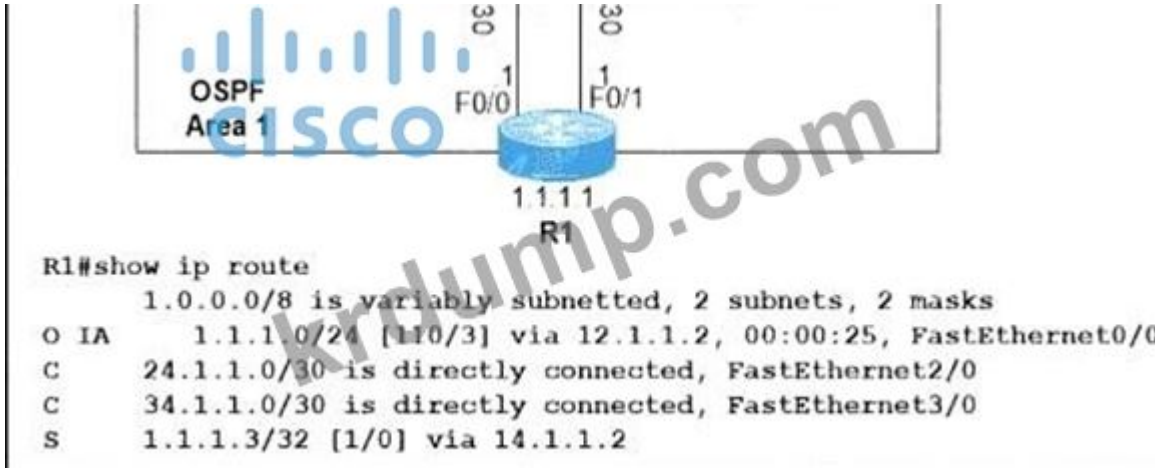 30 30
OSPF
Area 1
CISCO
1
F0/0
1
F0/1
1.1.1.1
R1
krdump.com
R1#show ip route
1.0.0.0/8 is variably subnetted, 2 subnets, 2 masks
O IA 1.1.1.0/24 [110/3] via 12.1.1.2, 00:00:25, FastEthernet0/0
C 24.1.1.0/30 is directly connected, FastEthernet2/0
C 34.1.1.0/30 is directly connected, FastEthernet3/0
S 1.1.1.3/32 [1/0] via 14.1.1.2